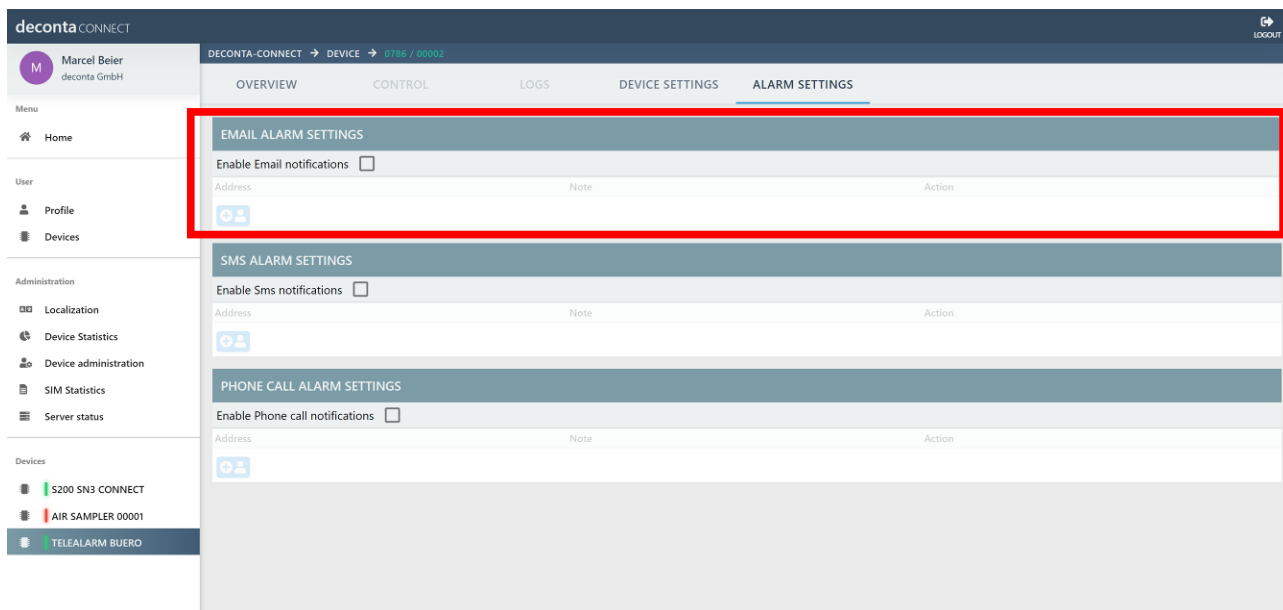 deconta CONNECT
LOGOUT
M
Marcel Beier
deconta GmbH
Menu
Home
User
Profile
Devices
Administration
Localization
Device Statistics
Device administration
SIM Statistics
Server status
Devices
S200 SN3 CONNECT
AIR SAMPLER 00001
TELEALARM BUERO
DECONTA-CONNECT → DEVICE → 0786 / 00002
OVERVIEW CONTROL LOGS DEVICE SETTINGS ALARM SETTINGS
EMAIL ALARM SETTINGS
Enable Email notifications
Address Note Action
SMS ALARM SETTINGS
Enable Sms notifications
Address Note Action
PHONE CALL ALARM SETTINGS
Enable Phone call notifications
Address Note Action